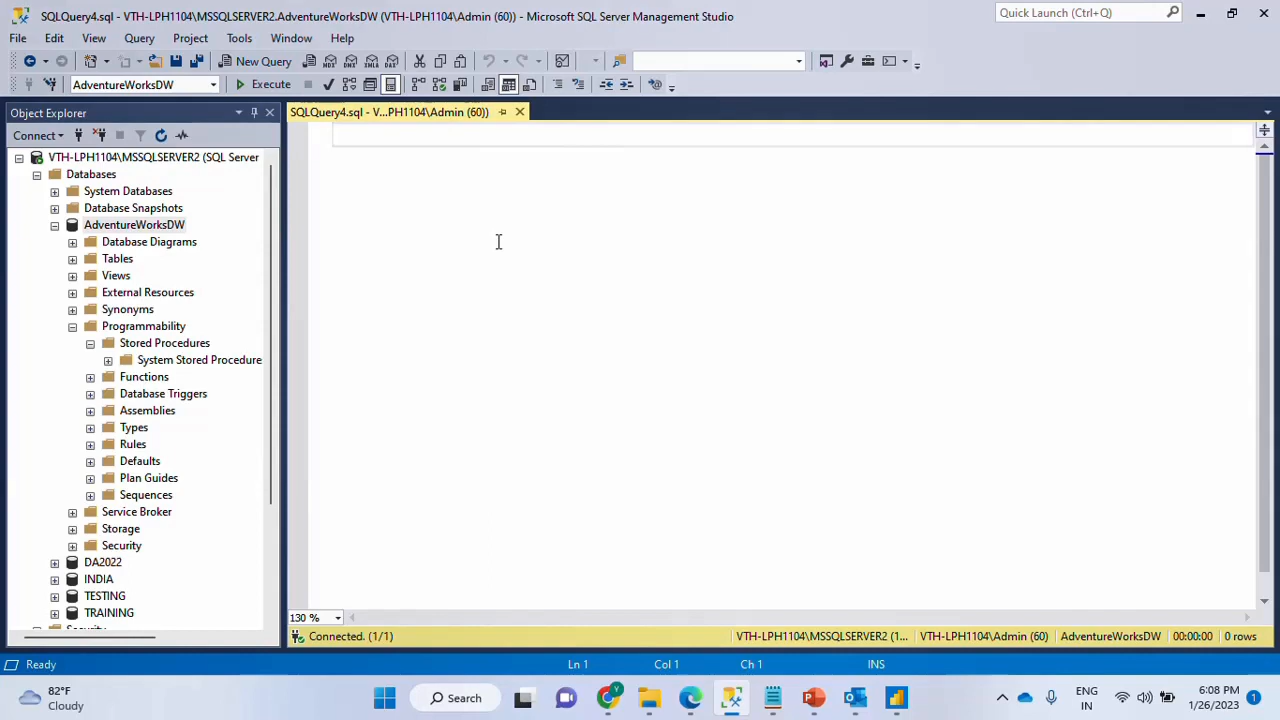 SQLQuery4.sql - VTH-LPH1104\MSSQLSERVER2.AdventureWorksDW (VTH-LPH1104\Admin (60)) - Microsoft SQL Server Management Studio
Quick Launch (Ctrl+Q)
File Edit View Query Project Tools Window Help
New Query
MDX DMX XMLA DAX
AdventureWorksDW
Execute
Object Explorer
SQLQuery4.sql - V...PH1104\Admin (60))
Connect
VTH-LPH1104\MSSQLSERVER2 (SQL Server
Databases
System Databases
Database Snapshots
AdventureWorksDW
Database Diagrams
Tables
Views
External Resources
Synonyms
Programmability
Stored Procedures
System Stored Procedure
Functions
Database Triggers
Assemblies
Types
Rules
Defaults
Plan Guides
Sequences
Service Broker
Storage
Security
DA2022
INDIA
TESTING
TRAINING
130 %
Connected. (1/1)
VTH-LPH1104\MSSQLSERVER2 (1...
VTH-LPH1104\Admin (60)
AdventureWorksDW
00:00:00
0 rows
Ready
Ln 1
Col 1
Ch 1
INS
82°F
Cloudy
Search
ENG
IN
6:08 PM
1/26/2023
1